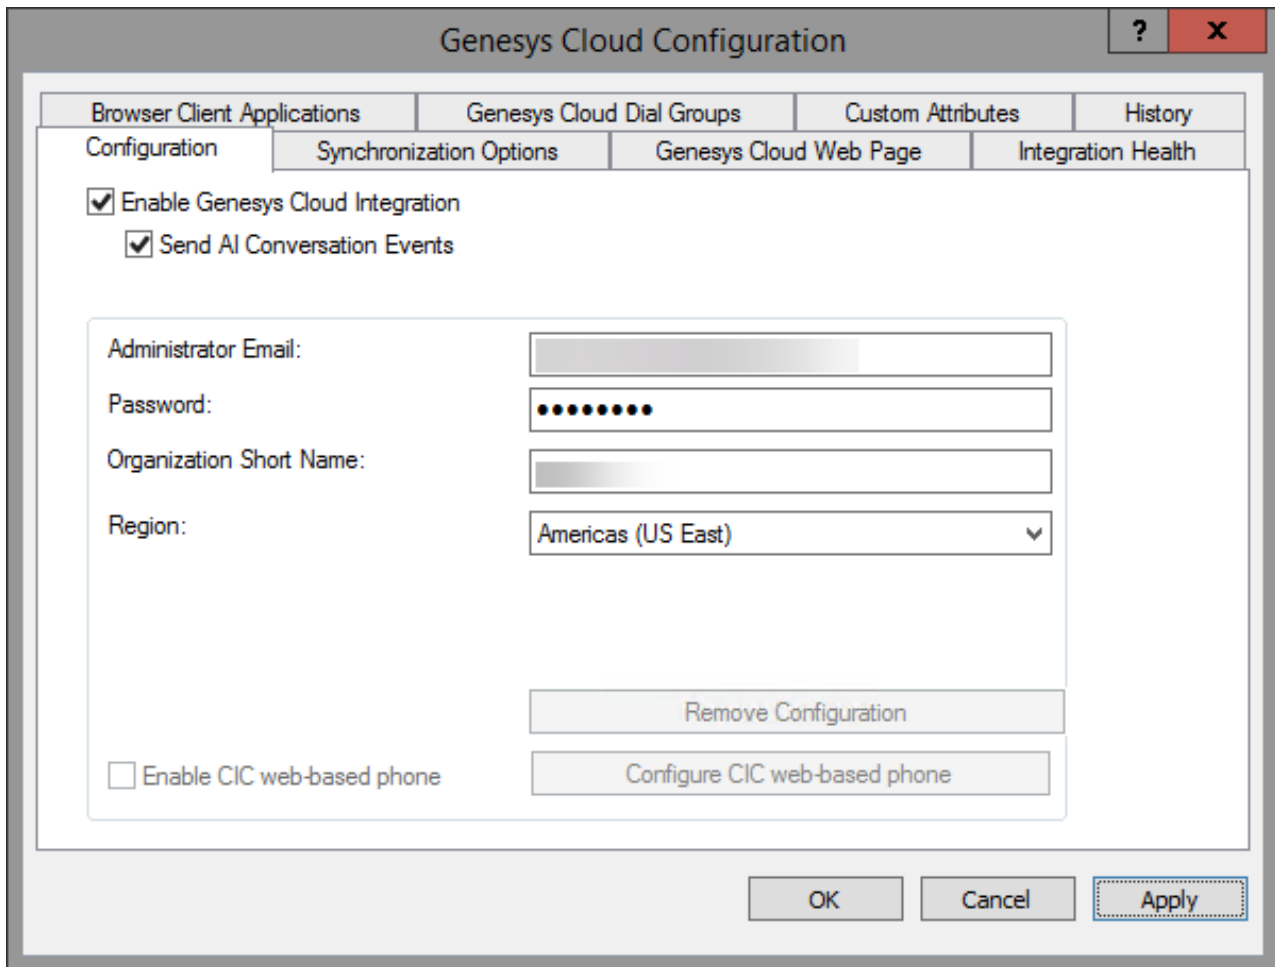 Genesys Cloud Configuration ? x
Browser Client Applications Genesys Cloud Dial Groups Custom Attributes History
Configuration Synchronization Options Genesys Cloud Web Page Integration Health
Enable Genesys Cloud Integration
Send AI Conversation Events
Administrator Email:
Password: ●●●●●●●●
Organization Short Name:
Region: Americas (US East)
Remove Configuration
Enable CIC web-based phone Configure CIC web-based phone
OK Cancel Apply